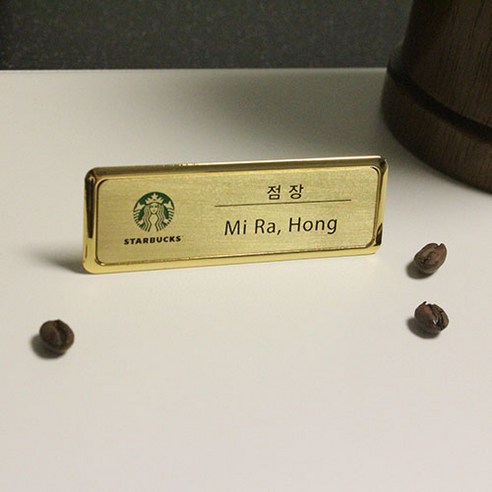 점 장
Mi Ra, Hong
STARBUCKS